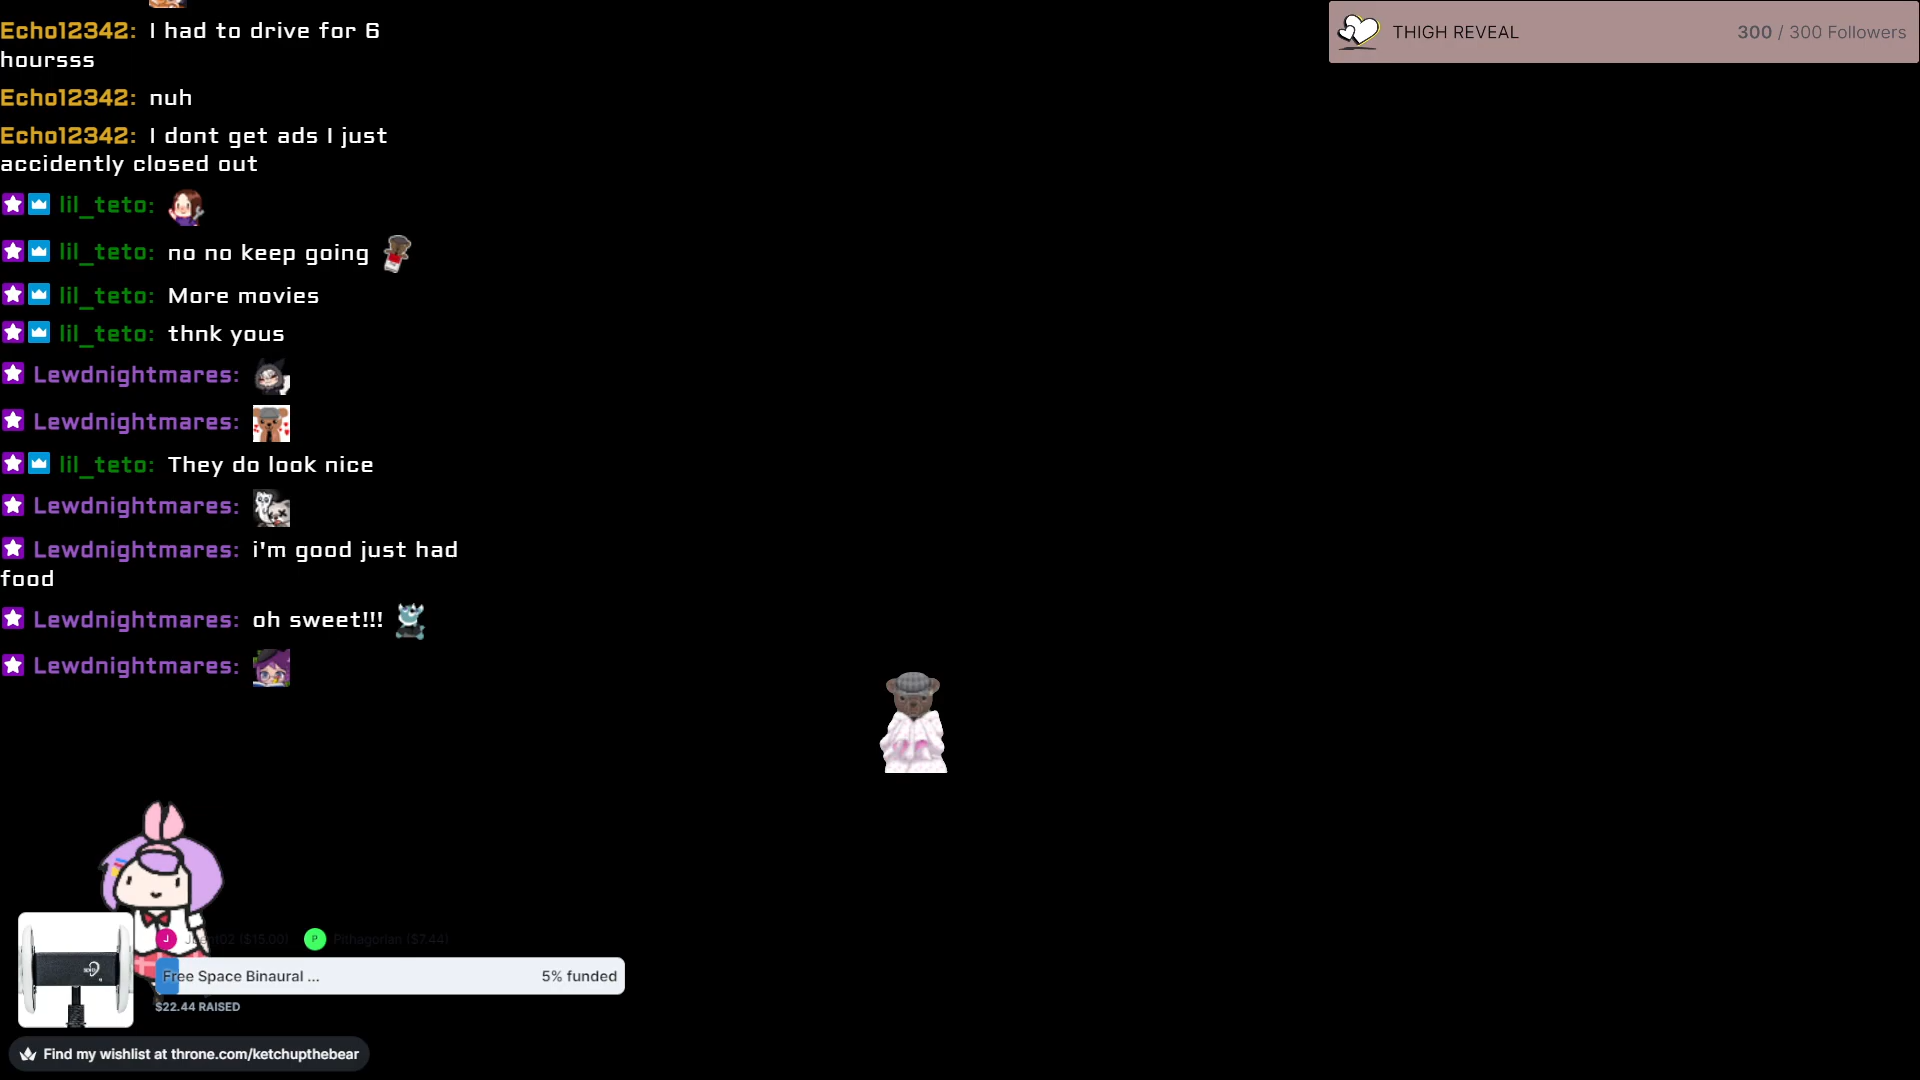 Echo12342: I had to drive for 6
hoursss
Echo12342: nuh
Echo12342: I dont get ads I just
accidently closed out
lil_teto:
lil_teto: no no keep going
lil_teto: More movies
lil_teto: thnk yous
Lewdnightmares:
Lewdnightmares:
lil_teto: They do look nice
Lewdnightmares:
Lewdnightmares: i'm good just had
food
Lewdnightmares: oh sweet!!!
Lewdnightmares:
THIGH REVEAL 300 / 300 Followers
J ($15.00) P Pithagorian ($7.44)
Free Space Binaural ... 5% funded
$22.44 RAISED
Find my wishlist at throne.com/ketchupthebear